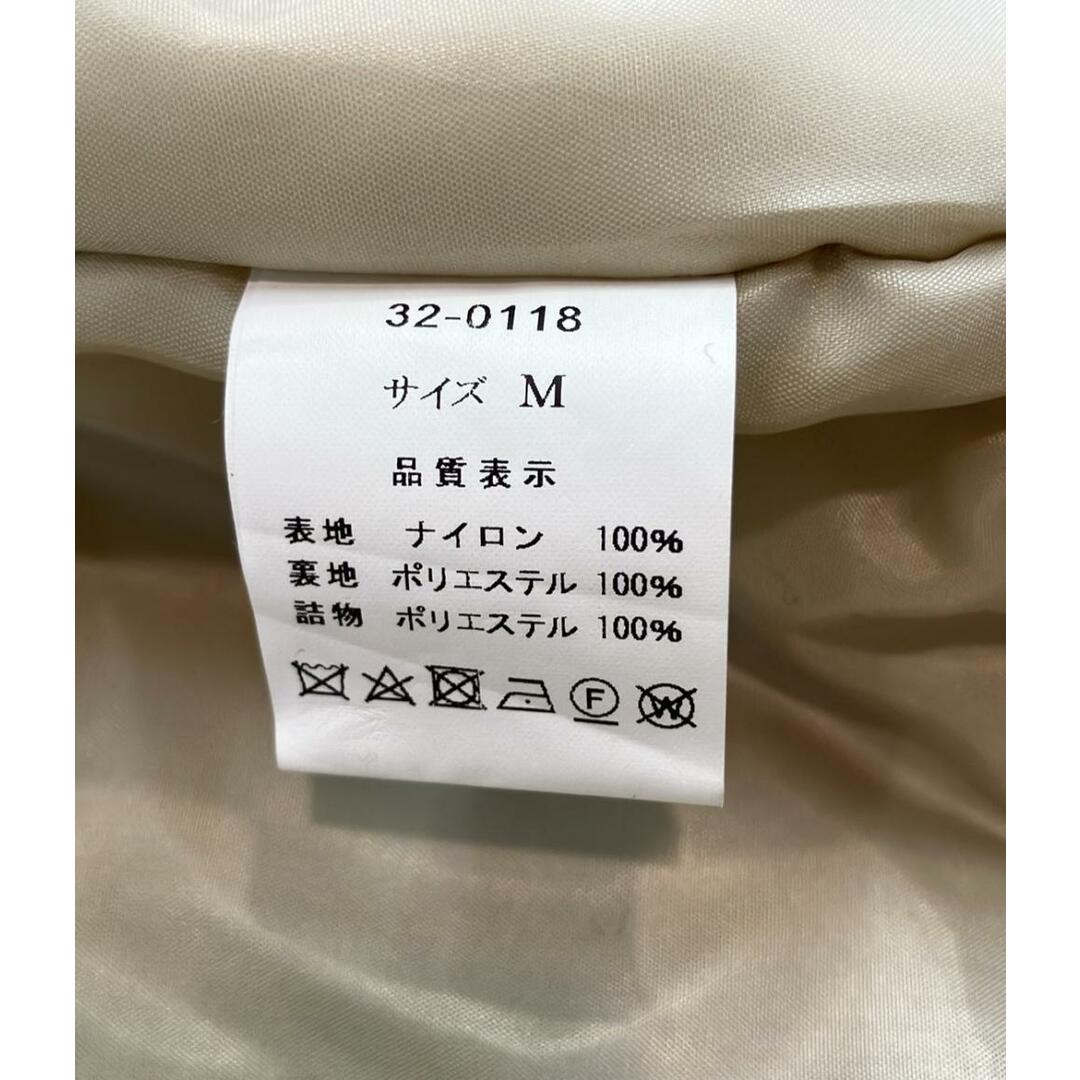 32-0118
サイズ M
品質表示
表地 ナイロン 100%
裏地 ポリエステル 100%
詰物 ポリエステル 100%
F W